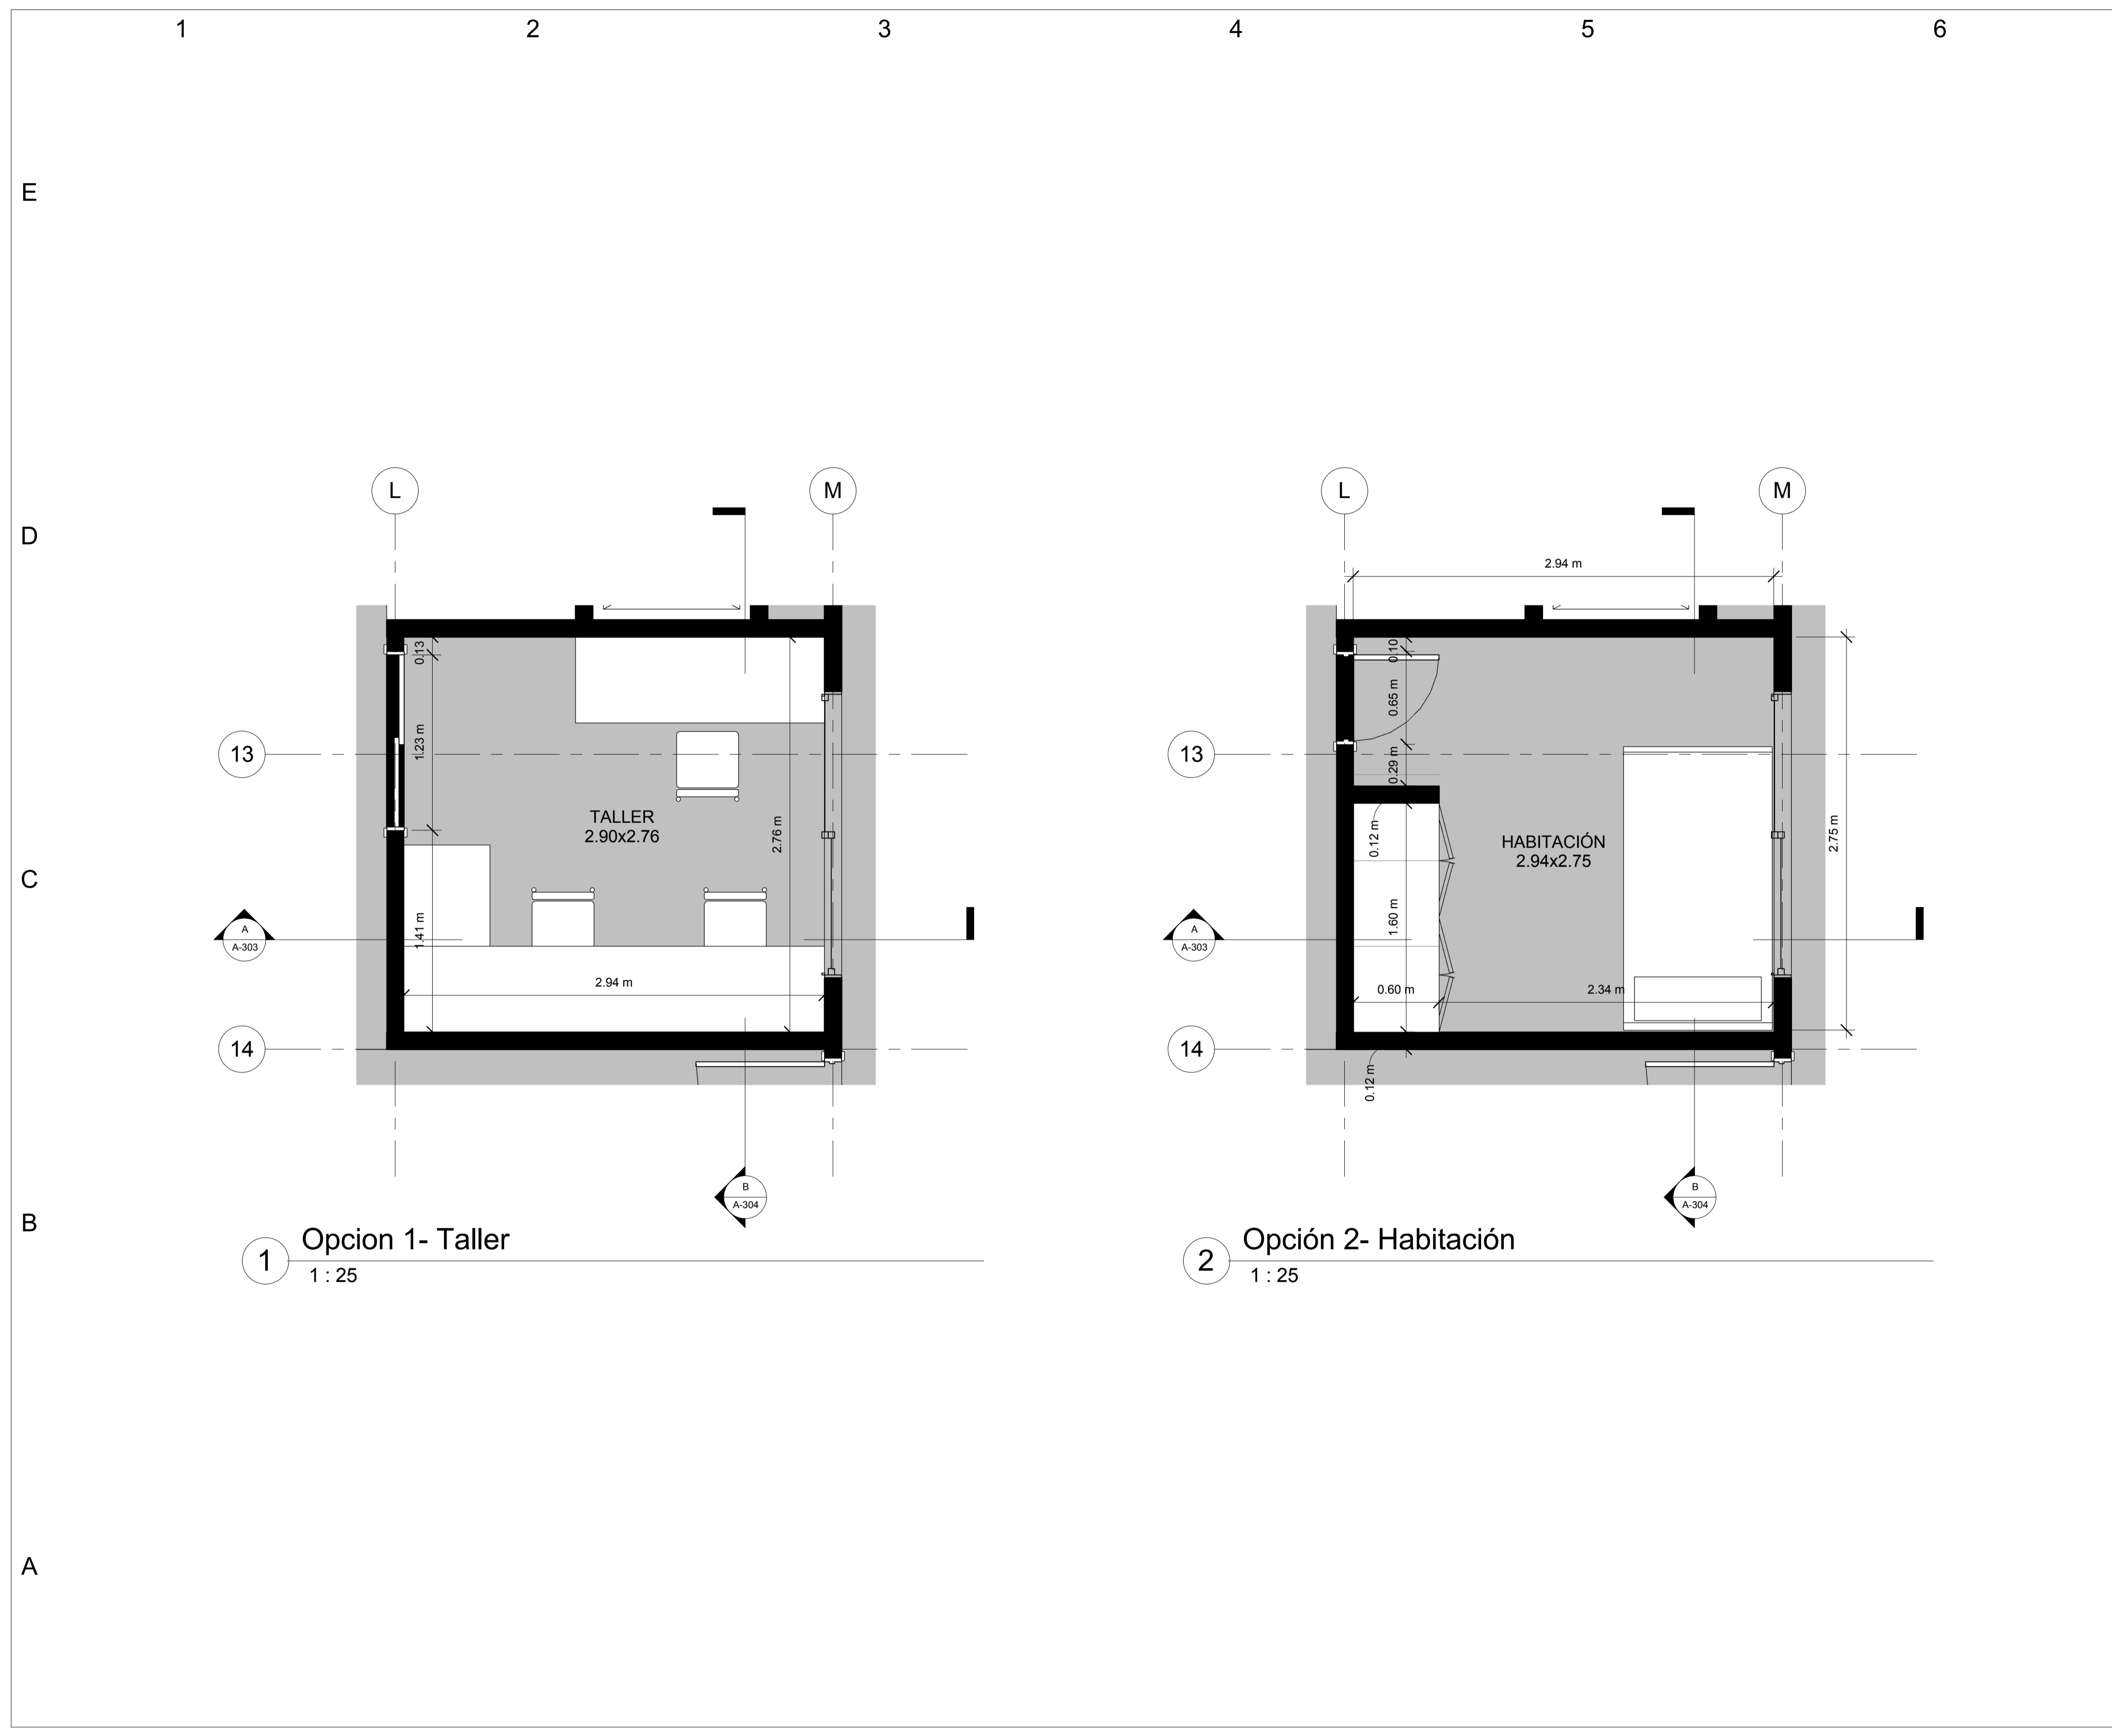 1 2 3 4 5 6
E
D
C
B
A
L
M
13
14
0.13
1.23 m
1.41 m
TALLER
2.90x2.76
2.76 m
2.94 m
A
A-303
B
A-304
1
Opcion 1- Taller
1 : 25
L
M
2.94 m
13
14
0.10
0.65 m
0.29 m
0.12 m
1.60 m
HABITACIÓN
2.94x2.75
2.75 m
0.60 m
2.34 m
0.12 m
A
A-303
B
A-304
2
Opción 2- Habitación
1 : 25